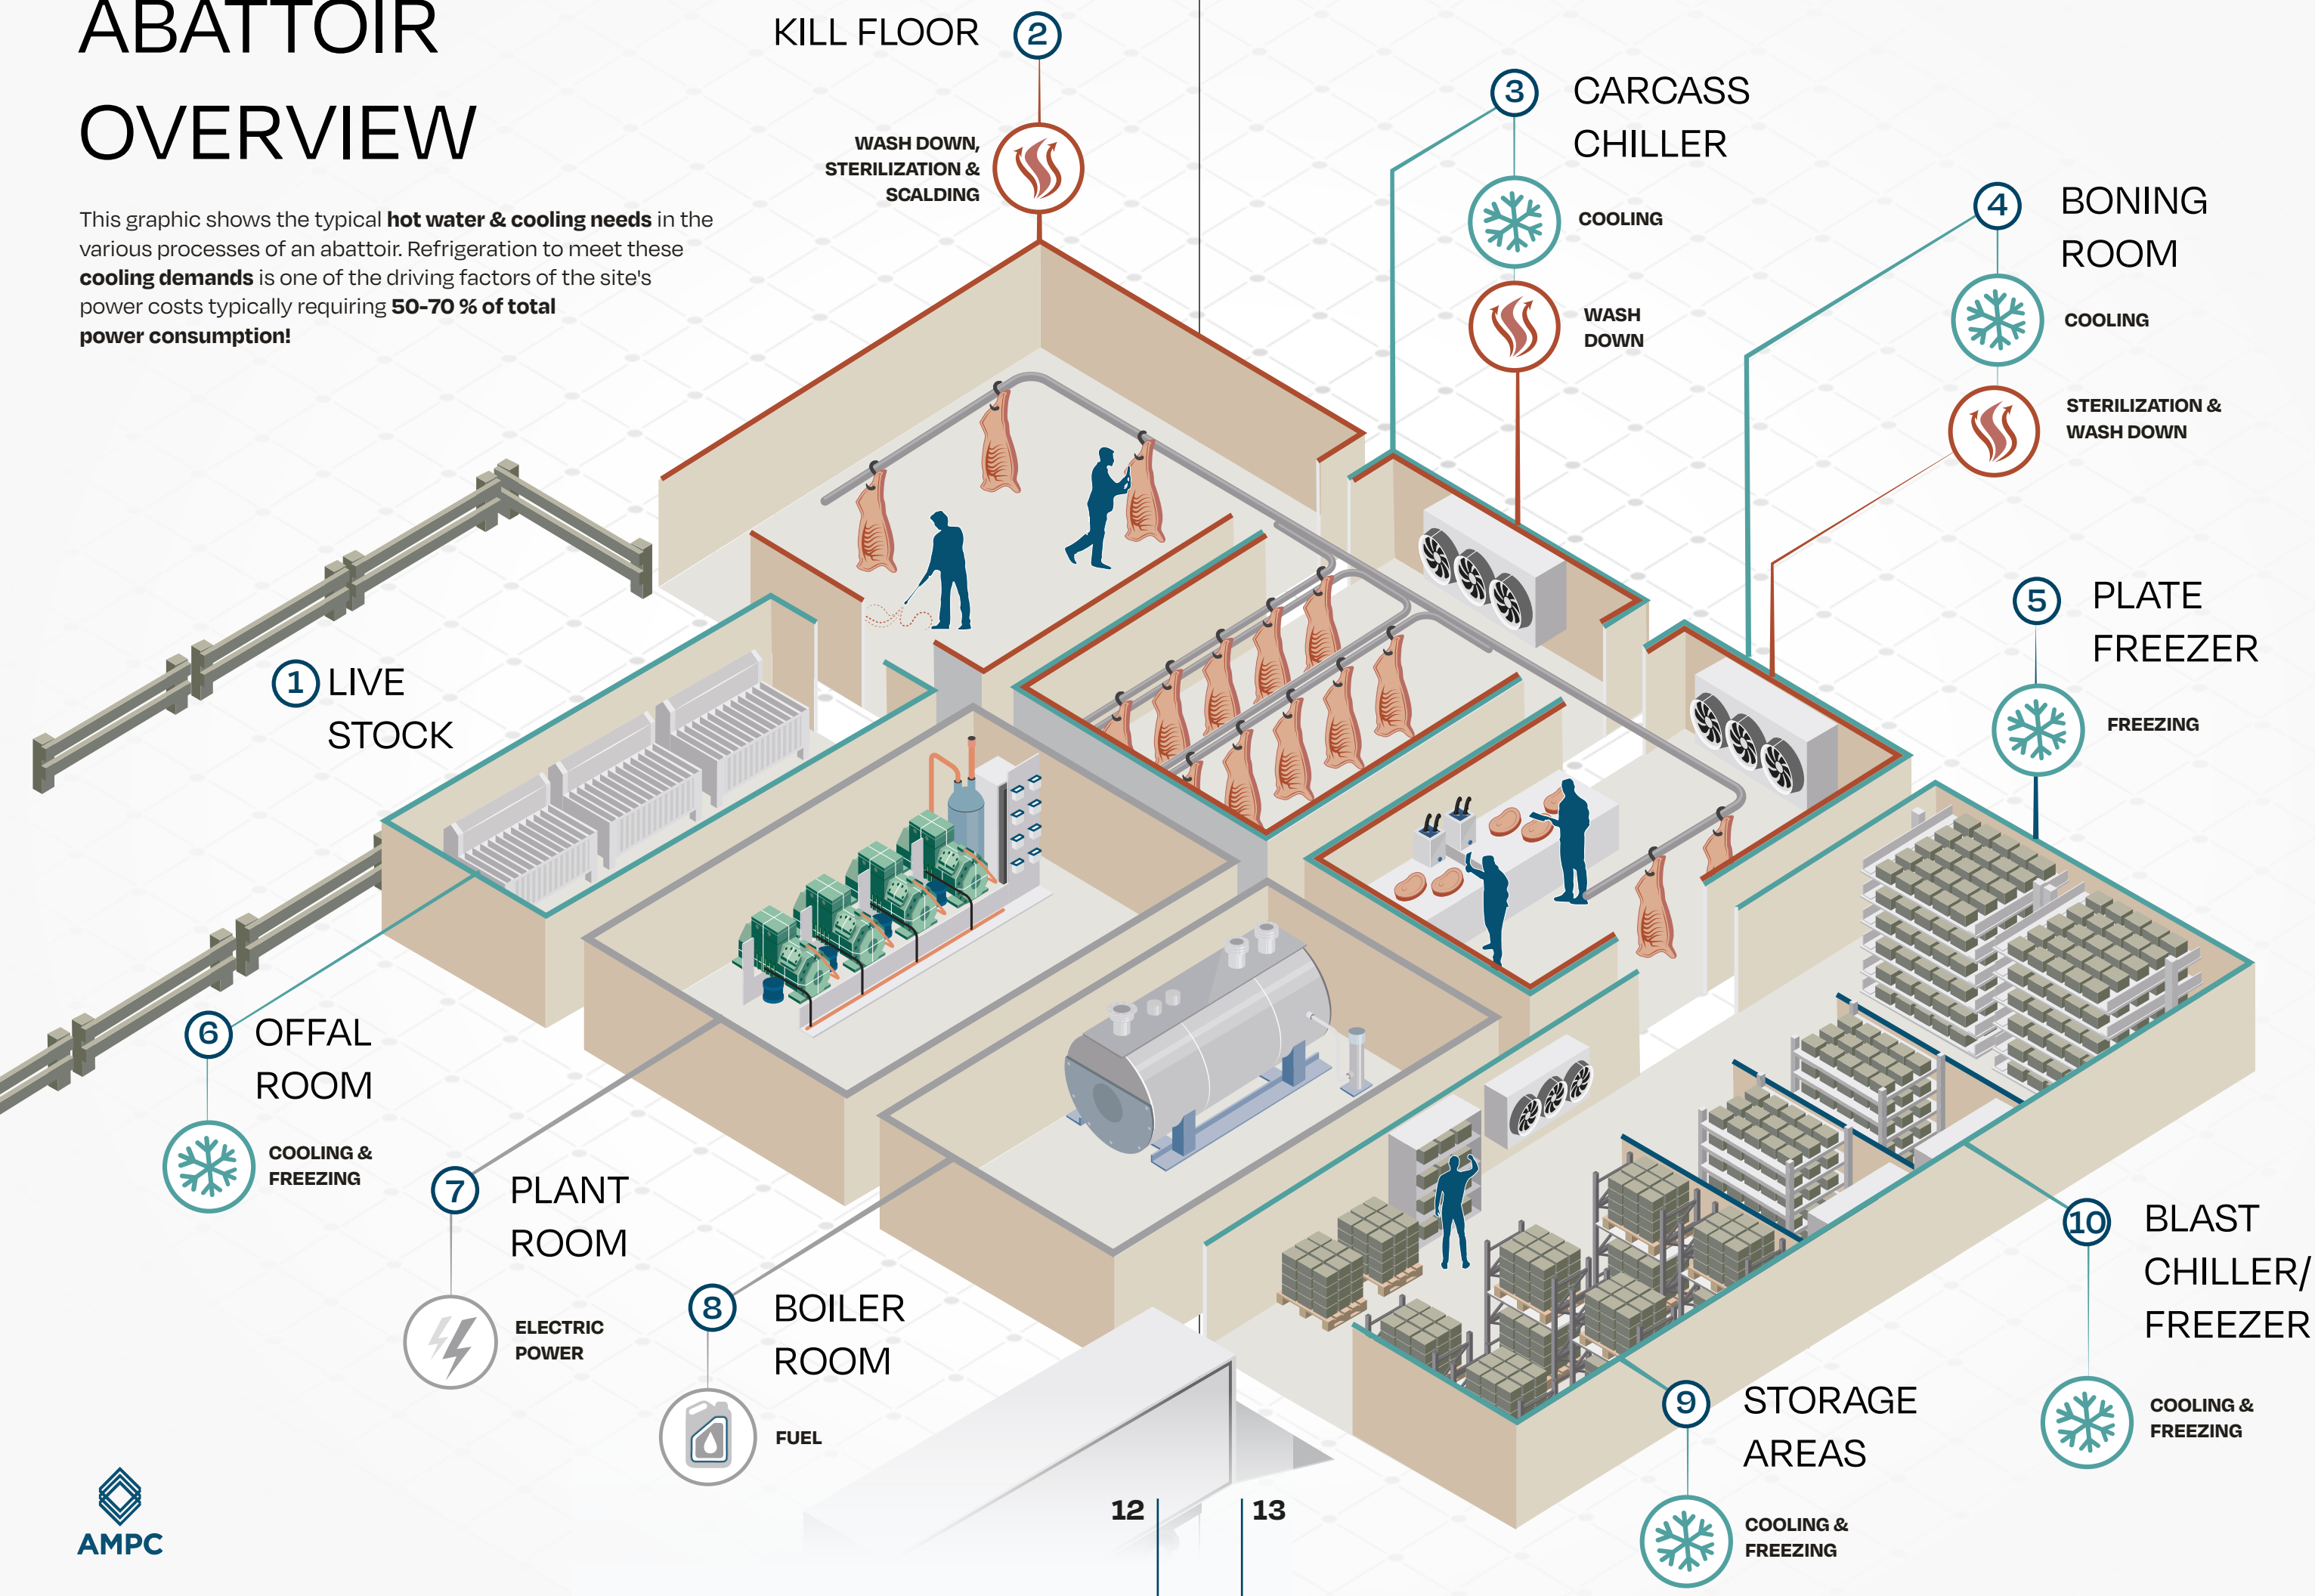 ABATTOIR
OVERVIEW
This graphic shows the typical hot water & cooling needs in the
various processes of an abattoir. Refrigeration to meet these
cooling demands is one of the driving factors of the site's
power costs typically requiring 50-70 % of total
power consumption!
KILL FLOOR
2
WASH DOWN,
STERILIZATION &
SCALDING
3
CARCASS
CHILLER
COOLING
WASH
DOWN
4
BONING
ROOM
COOLING
STERILIZATION &
WASH DOWN
5
PLATE
FREEZER
FREEZING
1
LIVE
STOCK
6
OFFAL
ROOM
COOLING &
FREEZING
7
PLANT
ROOM
ELECTRIC
POWER
8
BOILER
ROOM
FUEL
9
STORAGE
AREAS
COOLING &
FREEZING
10
BLAST
CHILLER/
FREEZER
COOLING &
FREEZING
AMPC
12
13